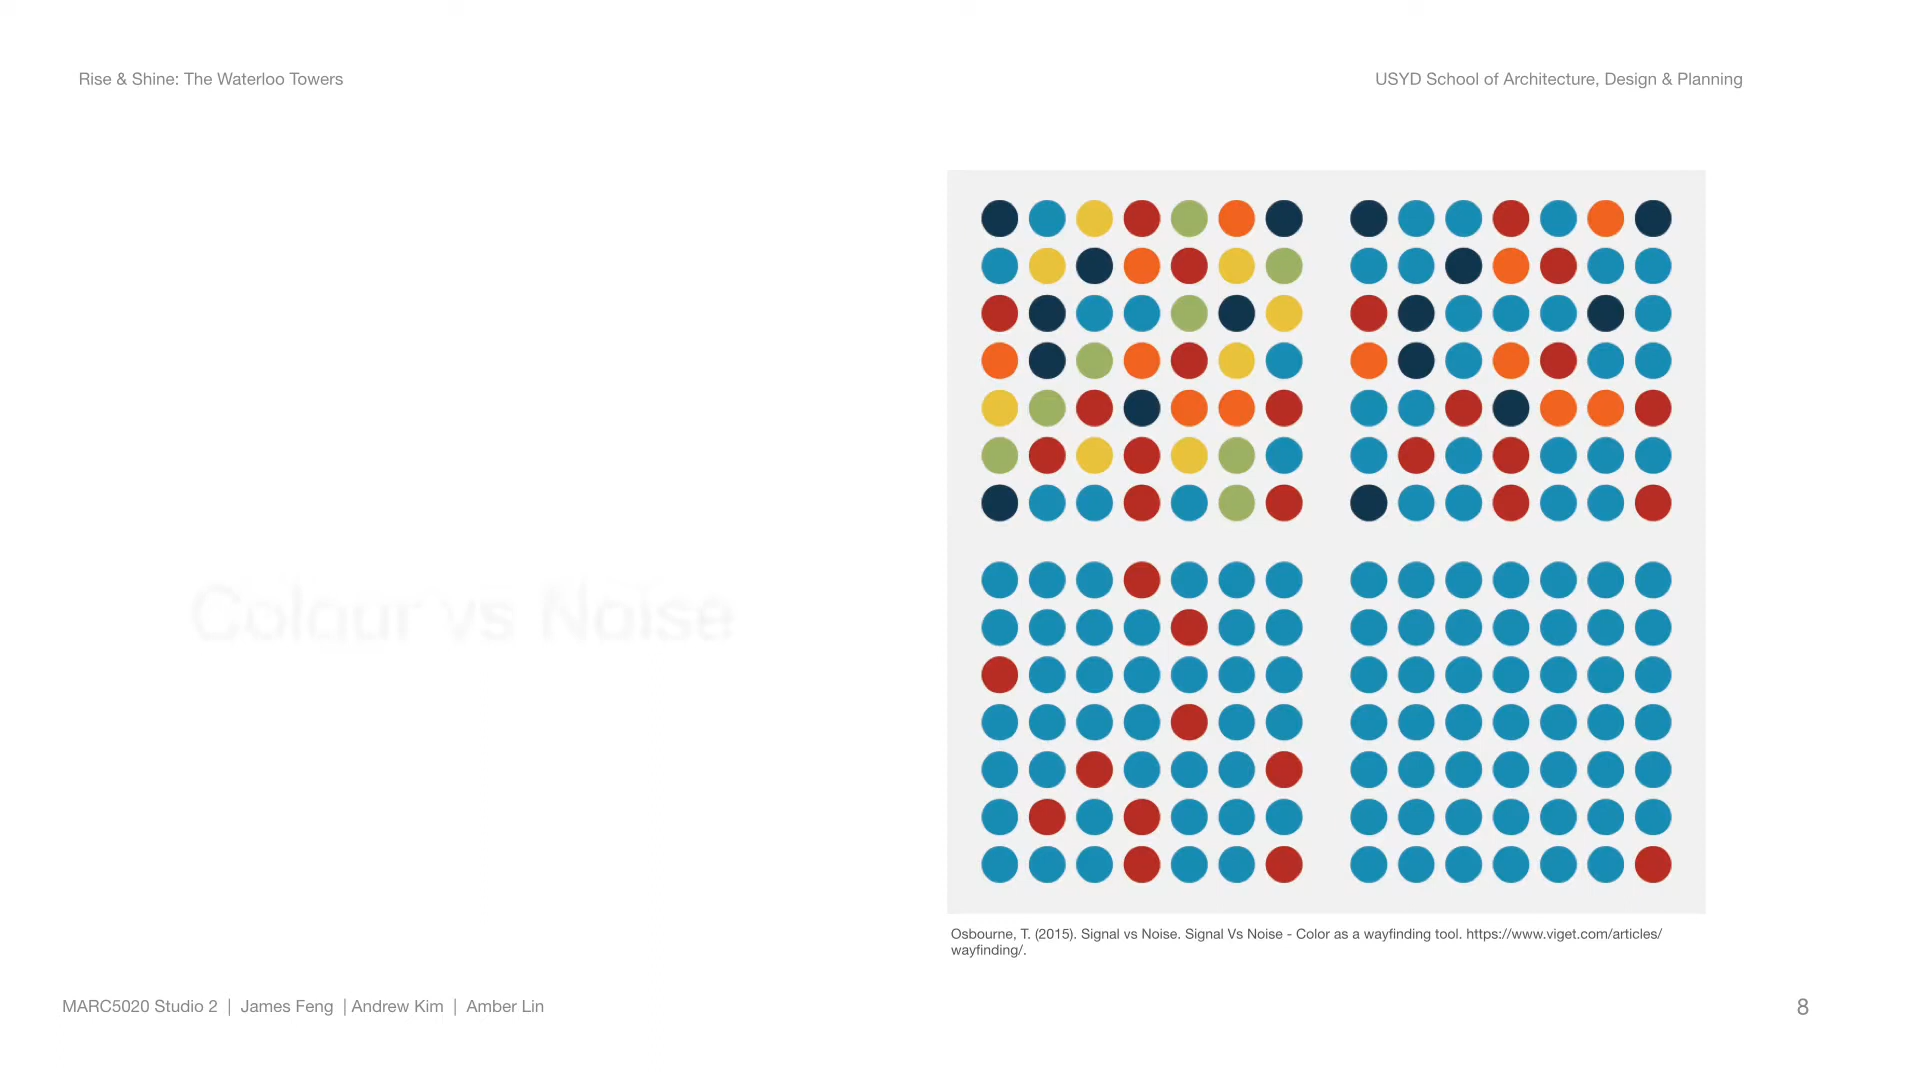 Rise & Shine: The Waterloo Towers
USYD School of Architecture, Design & Planning
Colour vs Noise
Osbourne, T. (2015). Signal vs Noise. Signal Vs Noise - Color as a wayfinding tool. https://www.viget.com/articles/
wayfinding/.
MARC5020 Studio 2 | James Feng | Andrew Kim | Amber Lin
8